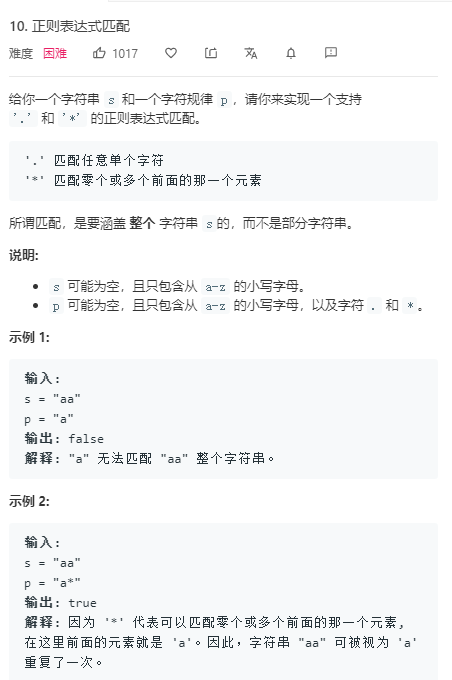 10. 正则表达式匹配
难度 困难 1017
给你一个字符串 s 和一个字符规律 p，请你来实现一个支持
'.' 和 '*' 的正则表达式匹配。
'.' 匹配任意单个字符
'*' 匹配零个或多个前面的那一个元素
所谓匹配，是要涵盖 整个 字符串 s的，而不是部分字符串。
说明:
• s 可能为空，且只包含从 a-z 的小写字母。
• p 可能为空，且只包含从 a-z 的小写字母，以及字符 . 和 *。
示例 1:
输入:
s = "aa"
p = "a"
输出: false
解释: "a" 无法匹配 "aa" 整个字符串。
示例 2:
输入:
s = "aa"
p = "a*"
输出: true
解释: 因为 '*' 代表可以匹配零个或多个前面的那一个元素,
在这里前面的元素就是 'a'。因此，字符串 "aa" 可被视为 'a'
重复了一次。